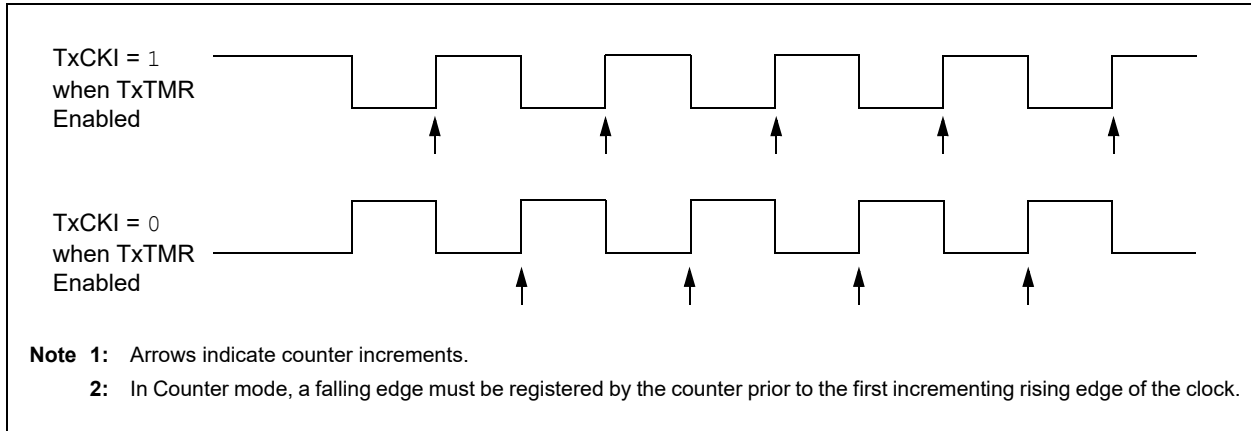 TxCKI = 1
when TxTMR
Enabled
TxCKI = 0
when TxTMR
Enabled
Note 1: Arrows indicate counter increments.
2: In Counter mode, a falling edge must be registered by the counter prior to the first incrementing rising edge of the clock.